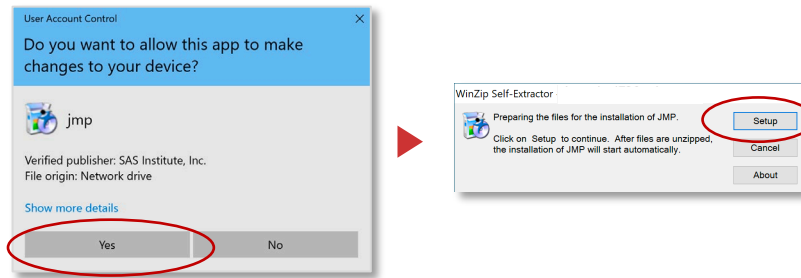 User Account Control
Do you want to allow this app to make
changes to your device?
jmp
Verified publisher: SAS Institute, Inc.
File origin: Network drive
Show more details
Yes
No
WinZip Self-Extractor
Preparing the files for the installation of JMP.
Click on Setup to continue. After files are unzipped,
the installation of JMP will start automatically.
Setup
Cancel
About